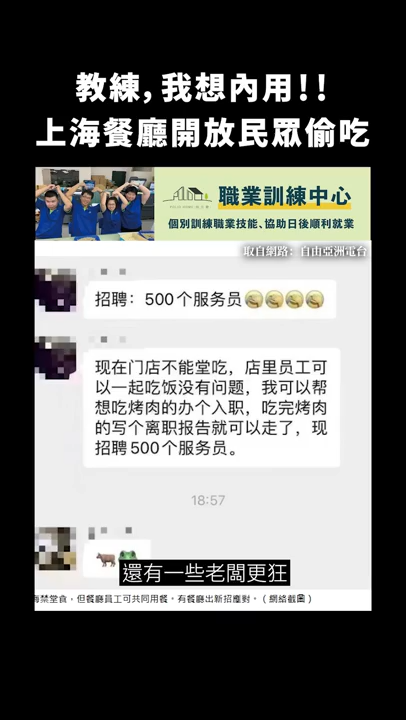 教練，我想內用！！
上海餐廳開放民眾偷吃
職業訓練中心
個別訓練職業技能、協助日後順利就業
取自網路：自由亞洲電台
招聘：500个服务员
现在门店不能堂吃，店里员工可
以一起吃饭没有问题，我可以帮
想吃烤肉的办个入职，吃完烤肉
的写个离职报告就可以走了，现
招聘500个服务员。
18:57
還有一些老闆更狂
海禁堂食，但餐廳員工可共同用餐。有餐廳出新招應對。（網絡截圖）